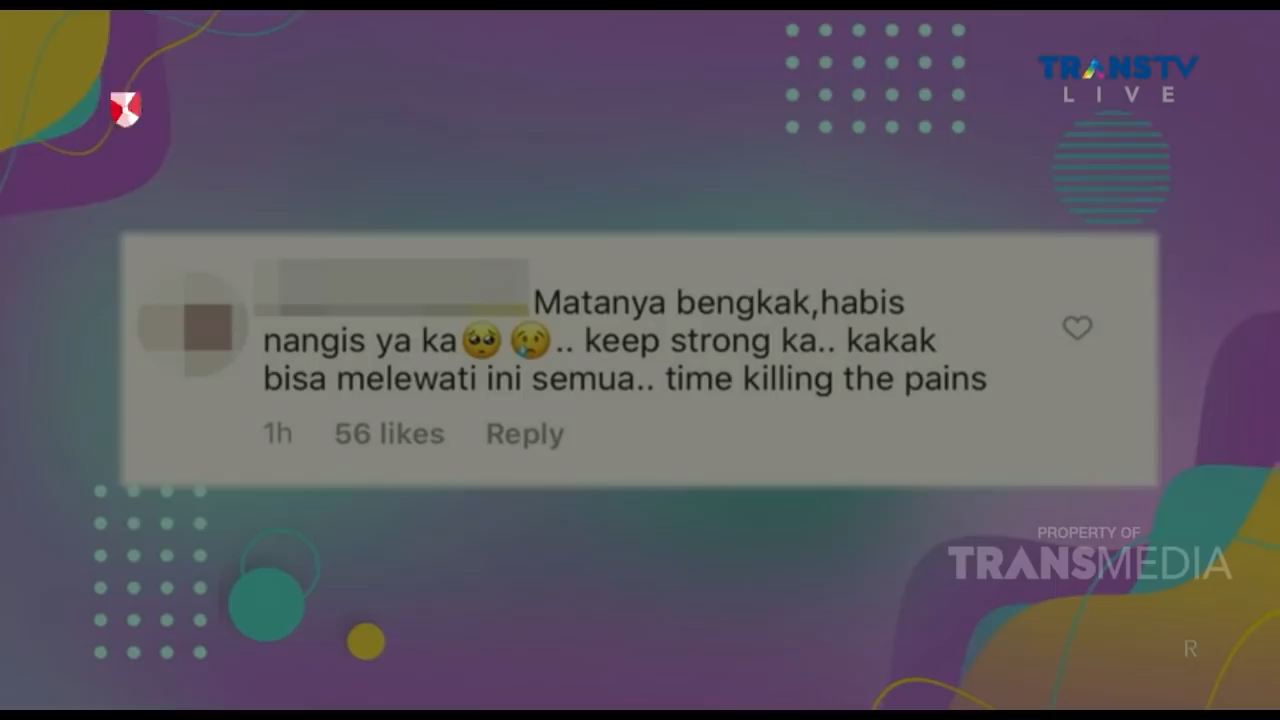 TRANSTV
LIVE
Matanya bengkak,habis
nangis ya ka🥺😢.. keep strong ka.. kakak
bisa melewati ini semua.. time killing the pains
1h 56 likes Reply
PROPERTY OF
TRANSMEDIA
R